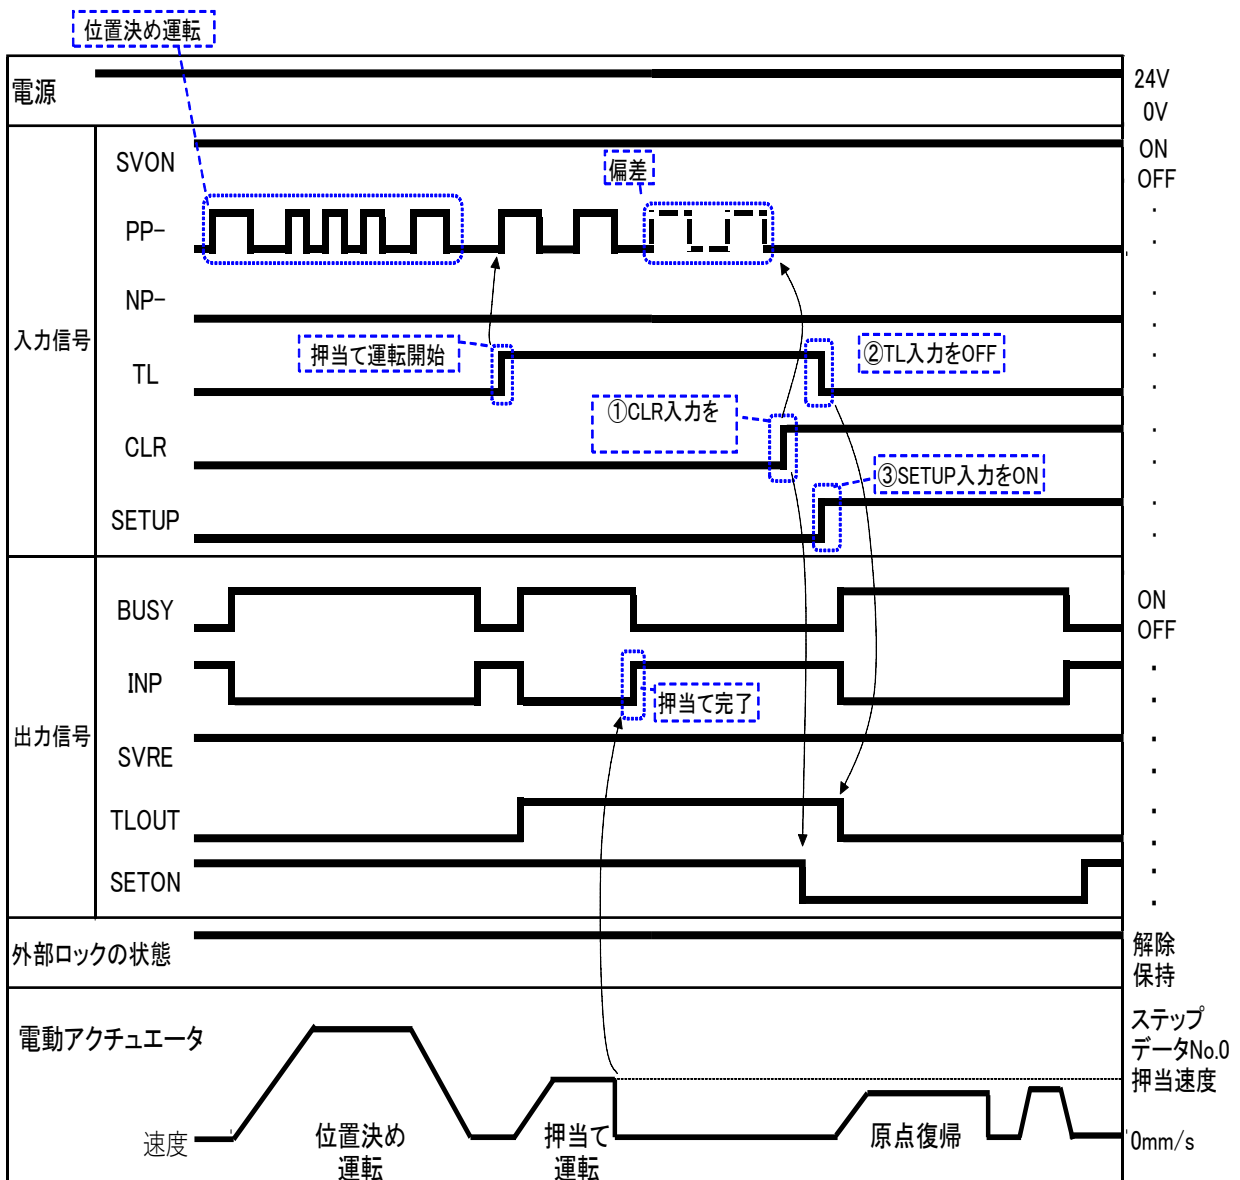 位置決め運転
電源
24V
0V
入力信号
SVON
ON
OFF
偏差
PP-
NP-
押当て運転開始
TL
②TL入力をOFF
①CLR入力を
CLR
③SETUP入力をON
SETUP
出力信号
BUSY
ON
OFF
INP
押当て完了
SVRE
TLOUT
SETON
外部ロックの状態
解除
保持
電動アクチュエータ
ステップ
データNo.0
押当速度
速度
位置決め
運転
押当て
運転
原点復帰
0mm/s